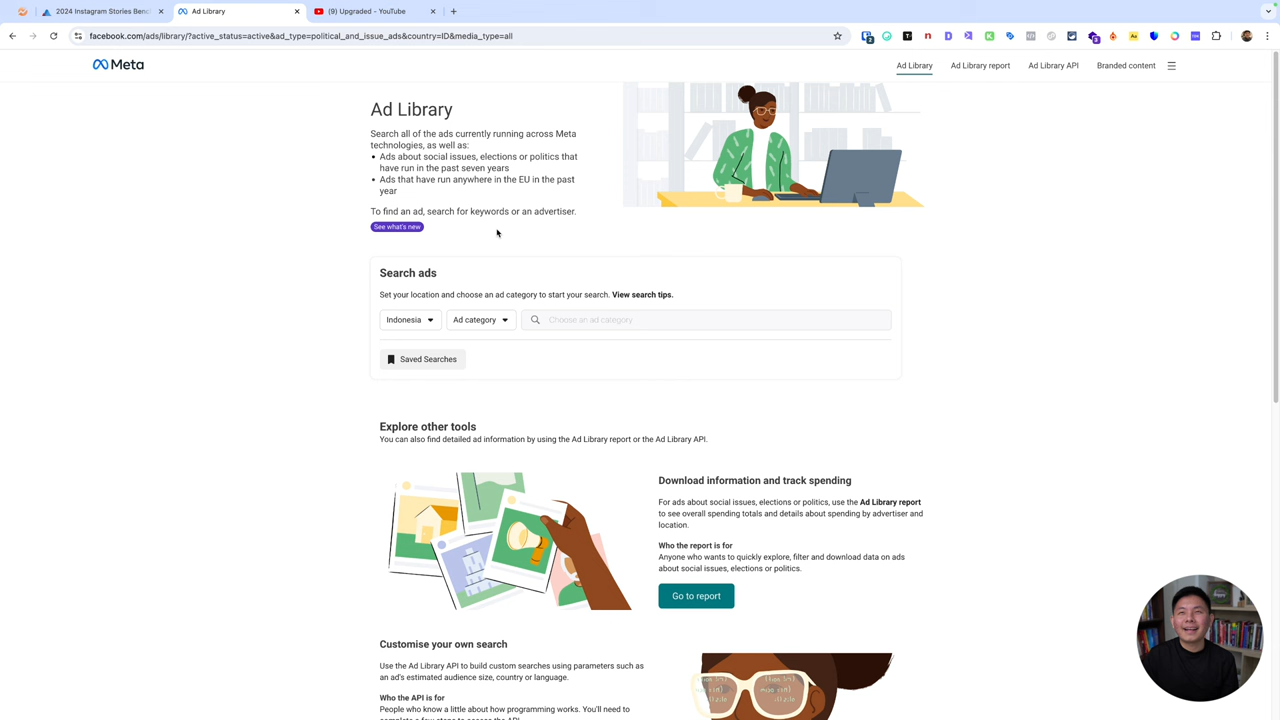 2024 Instagram Stories Benc
Ad Library
(9) Upgraded - YouTube
facebook.com/ads/library/?active_status=active&ad_type=political_and_issue_ads&country=ID&media_type=all
Meta
Ad Library
Ad Library report
Ad Library API
Branded content
Ad Library
Search all of the ads currently running across Meta
technologies, as well as:
• Ads about social issues, elections or politics that
have run in the past seven years
• Ads that have run anywhere in the EU in the past
year
To find an ad, search for keywords or an advertiser.
See what's new
Search ads
Set your location and choose an ad category to start your search. View search tips.
Indonesia
Ad category
Choose an ad category
Saved Searches
Explore other tools
You can also find detailed ad information by using the Ad Library report or the Ad Library API.
Download information and track spending
For ads about social issues, elections or politics, use the Ad Library report
to see overall spending totals and details about spending by advertiser and
location.
Who the report is for
Anyone who wants to quickly explore, filter and download data on ads
about social issues, elections or politics.
Go to report
Customise your own search
Use the Ad Library API to build custom searches using parameters such as
an ad's estimated audience size, country or language.
Who the API is for
People who know a little about how programming works. You'll need to
complete a few steps to access the API.